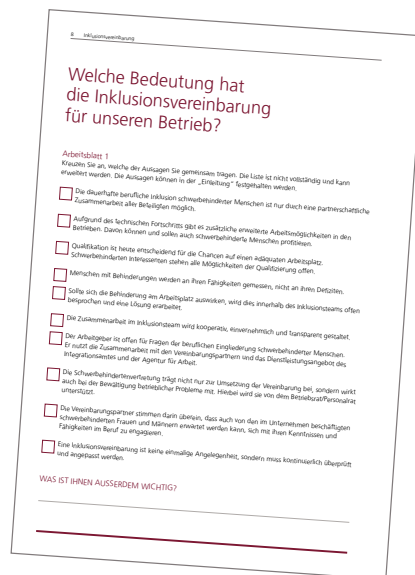 8 Inklusionsvereinbarung
Welche Bedeutung hat
die Inklusionsvereinbarung
für unseren Betrieb?
Arbeitsblatt 1
Kreuzen Sie an, welche der Aussagen Sie gemeinsam tragen. Die Liste ist nicht vollständig und kann
erweitert werden. Die Aussagen können in der „Einleitung“ festgehalten werden.
Die dauerhafte berufliche Inklusion schwerbehinderter Menschen ist nur durch eine partnerschaftliche
Zusammenarbeit aller Beteiligten möglich.
Aufgrund des technischen Fortschritts gibt es zusätzliche erweiterte Arbeitsmöglichkeiten in den
Betrieben. Davon können und sollen auch schwerbehinderte Menschen profitieren.
Qualifikation ist heute entscheidend für die Chancen auf einen adäquaten Arbeitsplatz.
Schwerbehinderten Interessenten stehen alle Möglichkeiten der Qualifizierung offen.
Menschen mit Behinderungen werden an ihren Fähigkeiten gemessen, nicht an ihren Defiziten.
Sollte sich die Behinderung am Arbeitsplatz auswirken, wird dies innerhalb des Inklusionsteams offen
besprochen und eine Lösung erarbeitet.
Die Zusammenarbeit im Inklusionsteam wird kooperativ, einvernehmlich und transparent gestaltet.
Der Arbeitgeber ist offen für Fragen der beruflichen Eingliederung schwerbehinderter Menschen.
Er nutzt die Zusammenarbeit mit den Vereinbarungspartnern und das Dienstleistungsangebot des
Integrationsamtes und der Agentur für Arbeit.
Die Schwerbehindertenvertretung trägt nicht nur zur Umsetzung der Vereinbarung bei, sondern wirkt
auch bei der Bewältigung betrieblicher Probleme mit. Hierbei wird sie von dem Betriebsrat/Personalrat
unterstützt.
Die Vereinbarungspartner stimmen darin überein, dass auch von den im Unternehmen beschäftigten
schwerbehinderten Frauen und Männern erwartet werden kann, sich mit ihren Kenntnissen und
Fähigkeiten im Beruf zu engagieren.
Eine Inklusionsvereinbarung ist keine einmalige Angelegenheit, sondern muss kontinuierlich überprüft
und angepasst werden.
WAS IST IHNEN AUSSERDEM WICHTIG?